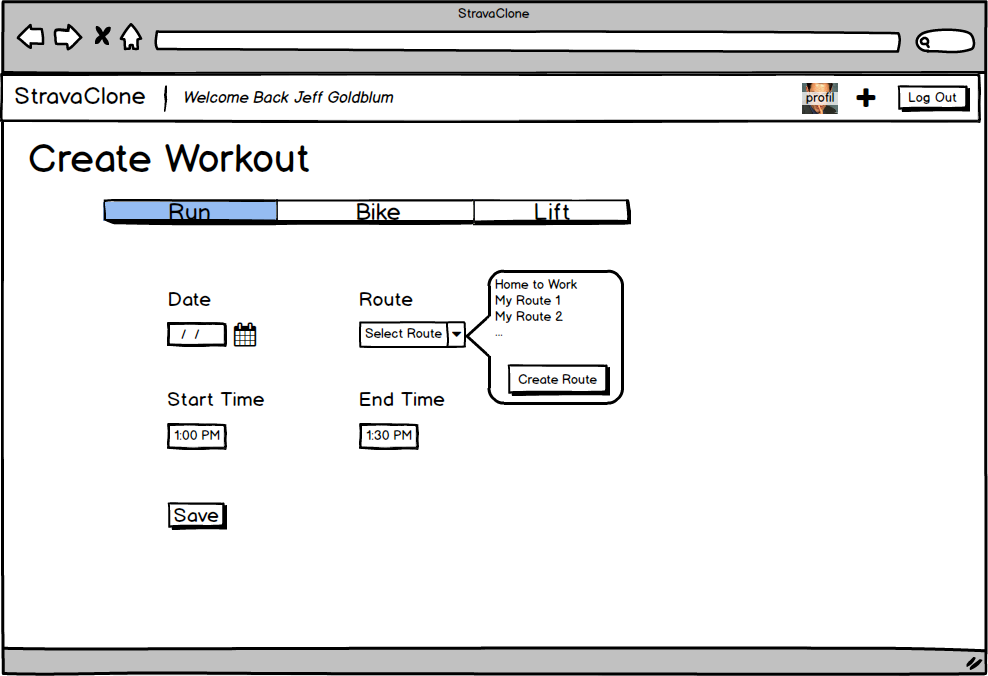 StravaClone
StravaClone
Welcome Back Jeff Goldblum
profil
Log Out
Create Workout
Run
Bike
Lift
Date
/ /
Route
Select Route
Home to Work
My Route 1
My Route 2
...
Create Route
Start Time
1:00 PM
End Time
1:30 PM
Save